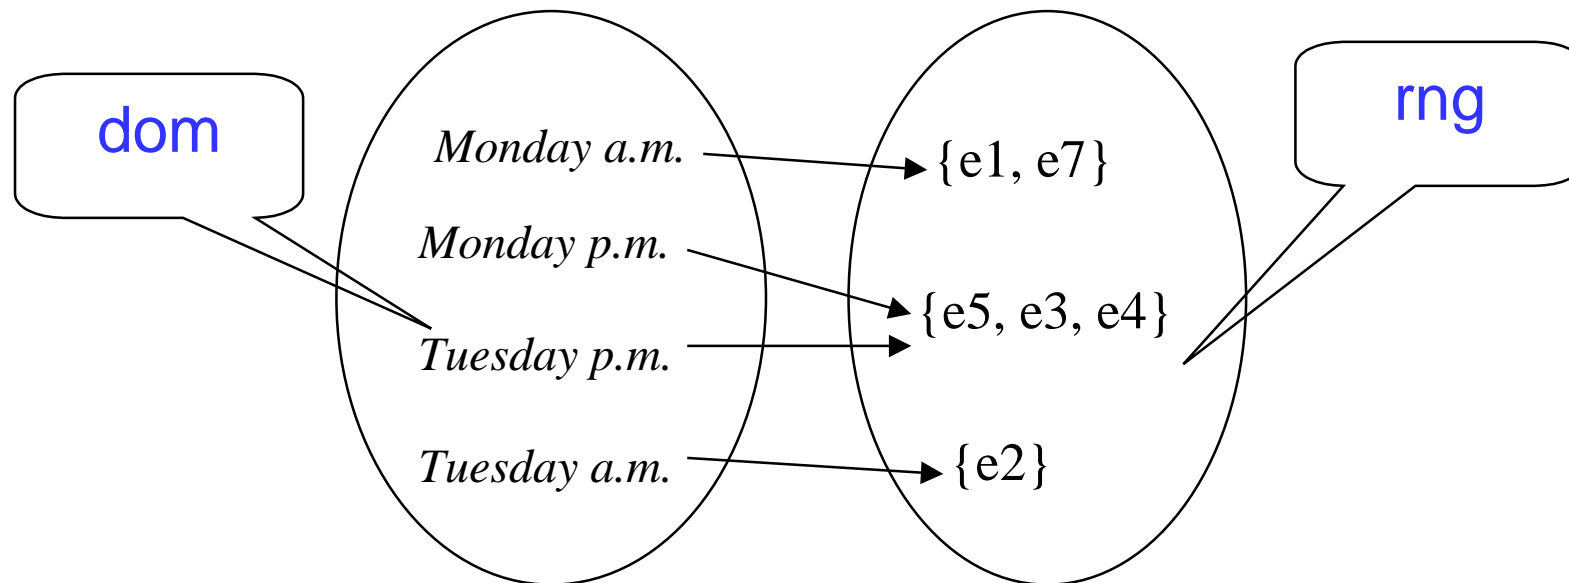 dom
rng
Monday a.m.
{e1, e7}
Monday p.m.
{e5, e3, e4}
Tuesday p.m.
Tuesday a.m.
{e2}